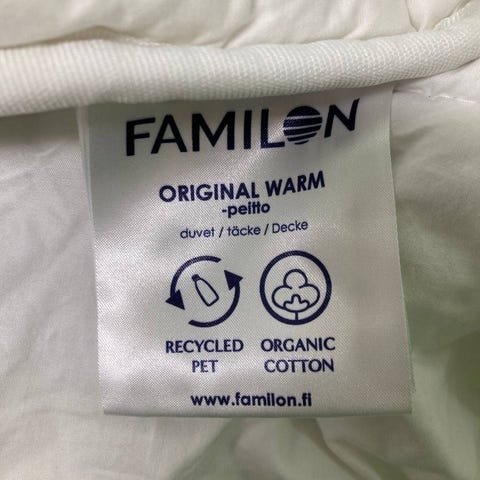 FAMILON
ORIGINAL WARM
-peitto
duvet / täcke / Decke
RECYCLED PET
ORGANIC COTTON
www.familon.fi